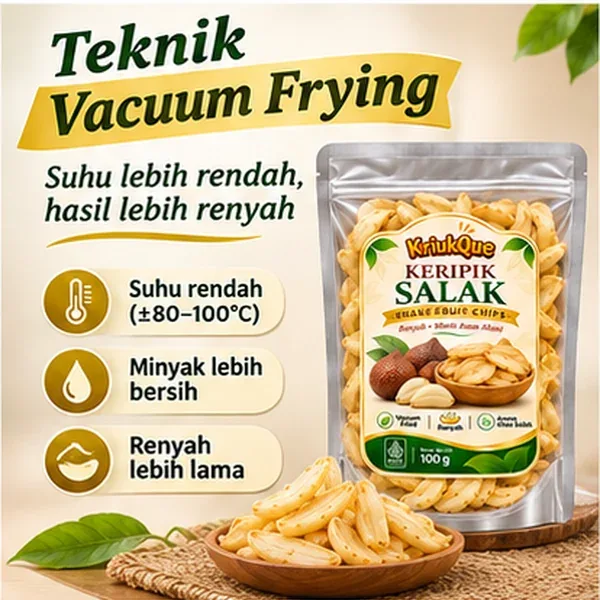 Teknik
Vacuum Frying
Suhu lebih rendah,
hasil lebih renyah
Suhu rendah
(±80–100°C)
Minyak lebih
bersih
Renyah
lebih lama
KriukQue
KERIPIK
SALAK
CHIPS
Renyah
100 g